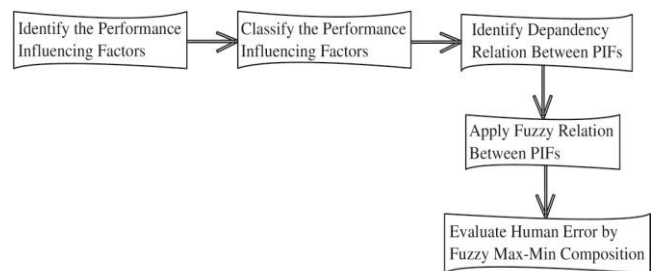 Identify the Performance
Influencing Factors
Classify the Performance
Influencing Factors
Identify Depandency
Relation Between PIFs
Apply Fuzzy Relation
Between PIFs
Evaluate Human Error by
Fuzzy Max-Min Composition